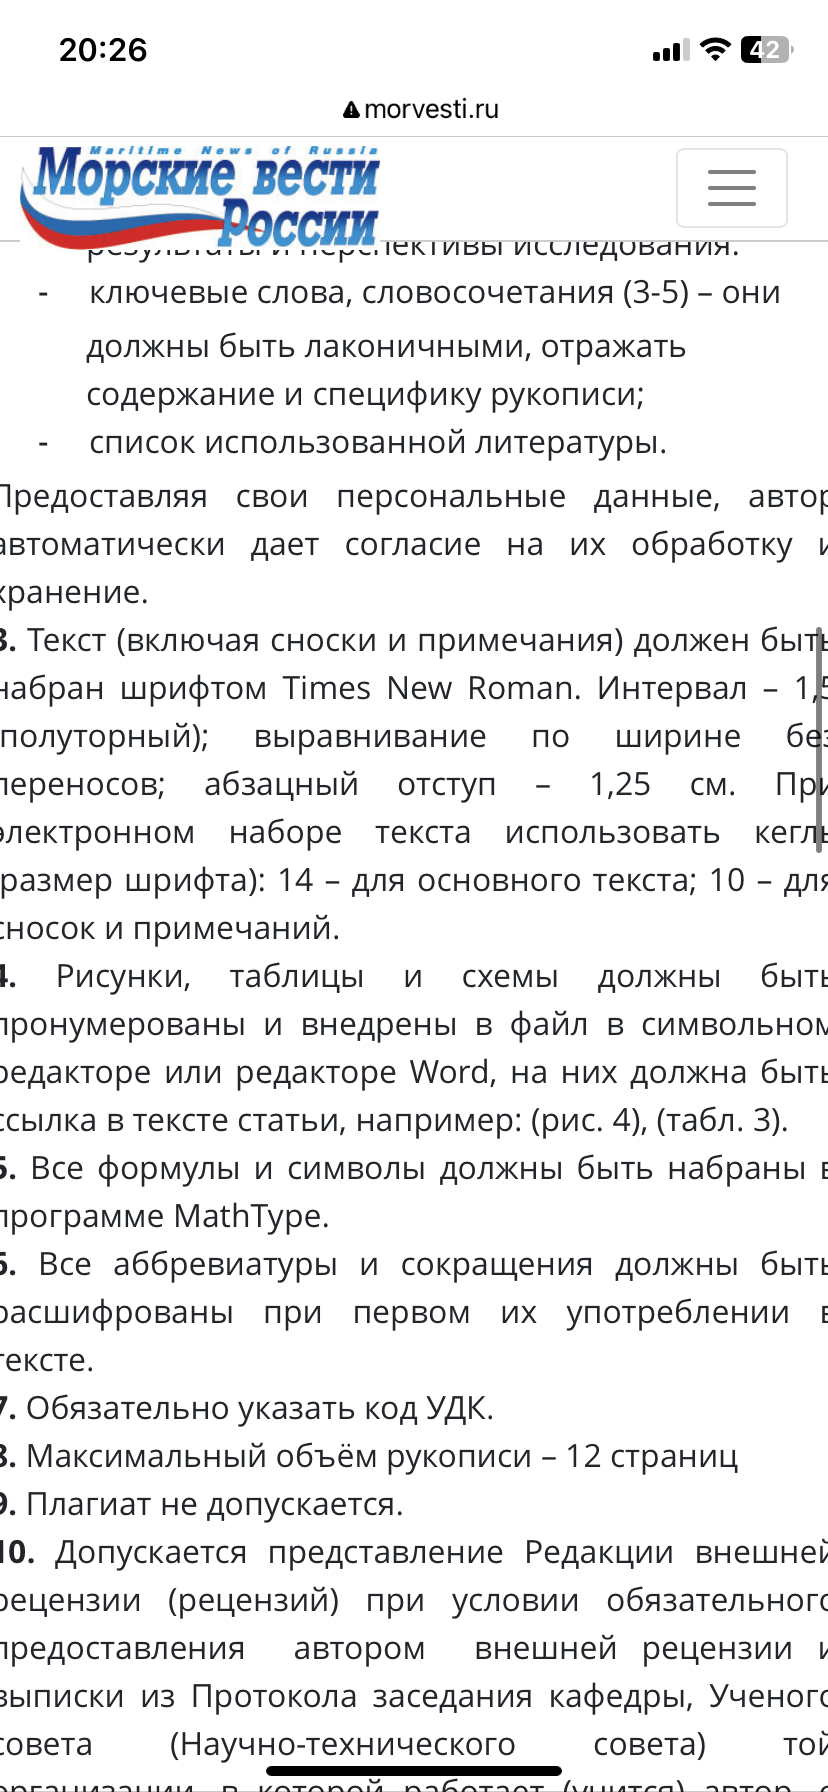 20:26
42
morvesti.ru
Maritime News of Russia
Морские вести
России
результаты и перспективы исследования.
- ключевые слова, словосочетания (3-5) – они
должны быть лаконичными, отражать
содержание и специфику рукописи;
- список использованной литературы.
Предоставляя свои персональные данные, автор
автоматически дает согласие на их обработку и
хранение.
3. Текст (включая сноски и примечания) должен быть
набран шрифтом Times New Roman. Интервал – 1,5
(полуторный); выравнивание по ширине без
переносов; абзацный отступ – 1,25 см. При
электронном наборе текста использовать кегль
(размер шрифта): 14 – для основного текста; 10 – для
сносок и примечаний.
4. Рисунки, таблицы и схемы должны быть
пронумерованы и внедрены в файл в символьном
редакторе или редакторе Word, на них должна быть
ссылка в тексте статьи, например: (рис. 4), (табл. 3).
5. Все формулы и символы должны быть набраны в
программе MathType.
6. Все аббревиатуры и сокращения должны быть
расшифрованы при первом их употреблении в
тексте.
7. Обязательно указать код УДК.
8. Максимальный объём рукописи – 12 страниц
9. Плагиат не допускается.
10. Допускается представление Редакции внешней
рецензии (рецензий) при условии обязательного
предоставления автором внешней рецензии и
выписки из Протокола заседания кафедры, Ученого
совета (Научно-технического совета) той
организации, в которой работает (учится) автор, с